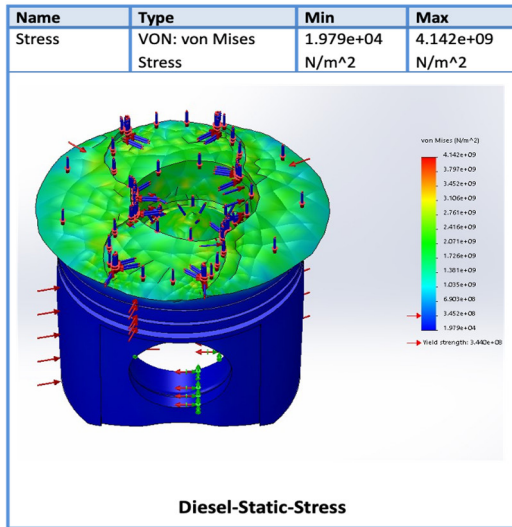 Name Type Min Max
Stress VON: von Mises 1.979e+04 4.142e+09
Stress N/m^2 N/m^2
von Mises (N/m^2)
4.142e+09
3.797e+09
3.452e+09
3.106e+09
2.761e+09
2.416e+09
2.071e+09
1.726e+09
1.381e+09
1.035e+09
6.903e+08
3.452e+08
1.979e+04
Yield strength: 3.440e+08
Diesel-Static-Stress